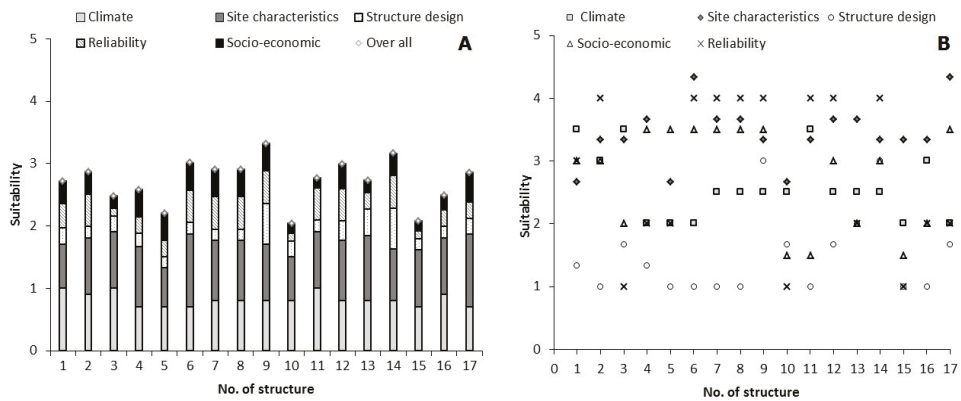 Climate Site characteristics Structure design
Reliability Socio-economic Over all
A
5
4
3
2
1
0
Suitability
1 2 3 4 5 6 7 8 9 10 11 12 13 14 15 16 17
No. of structure
Climate Site characteristics Structure design
Socio-economic Reliability
B
5
4
3
2
1
0
Suitability
0 1 2 3 4 5 6 7 8 9 10 11 12 13 14 15 16 17
No. of structure